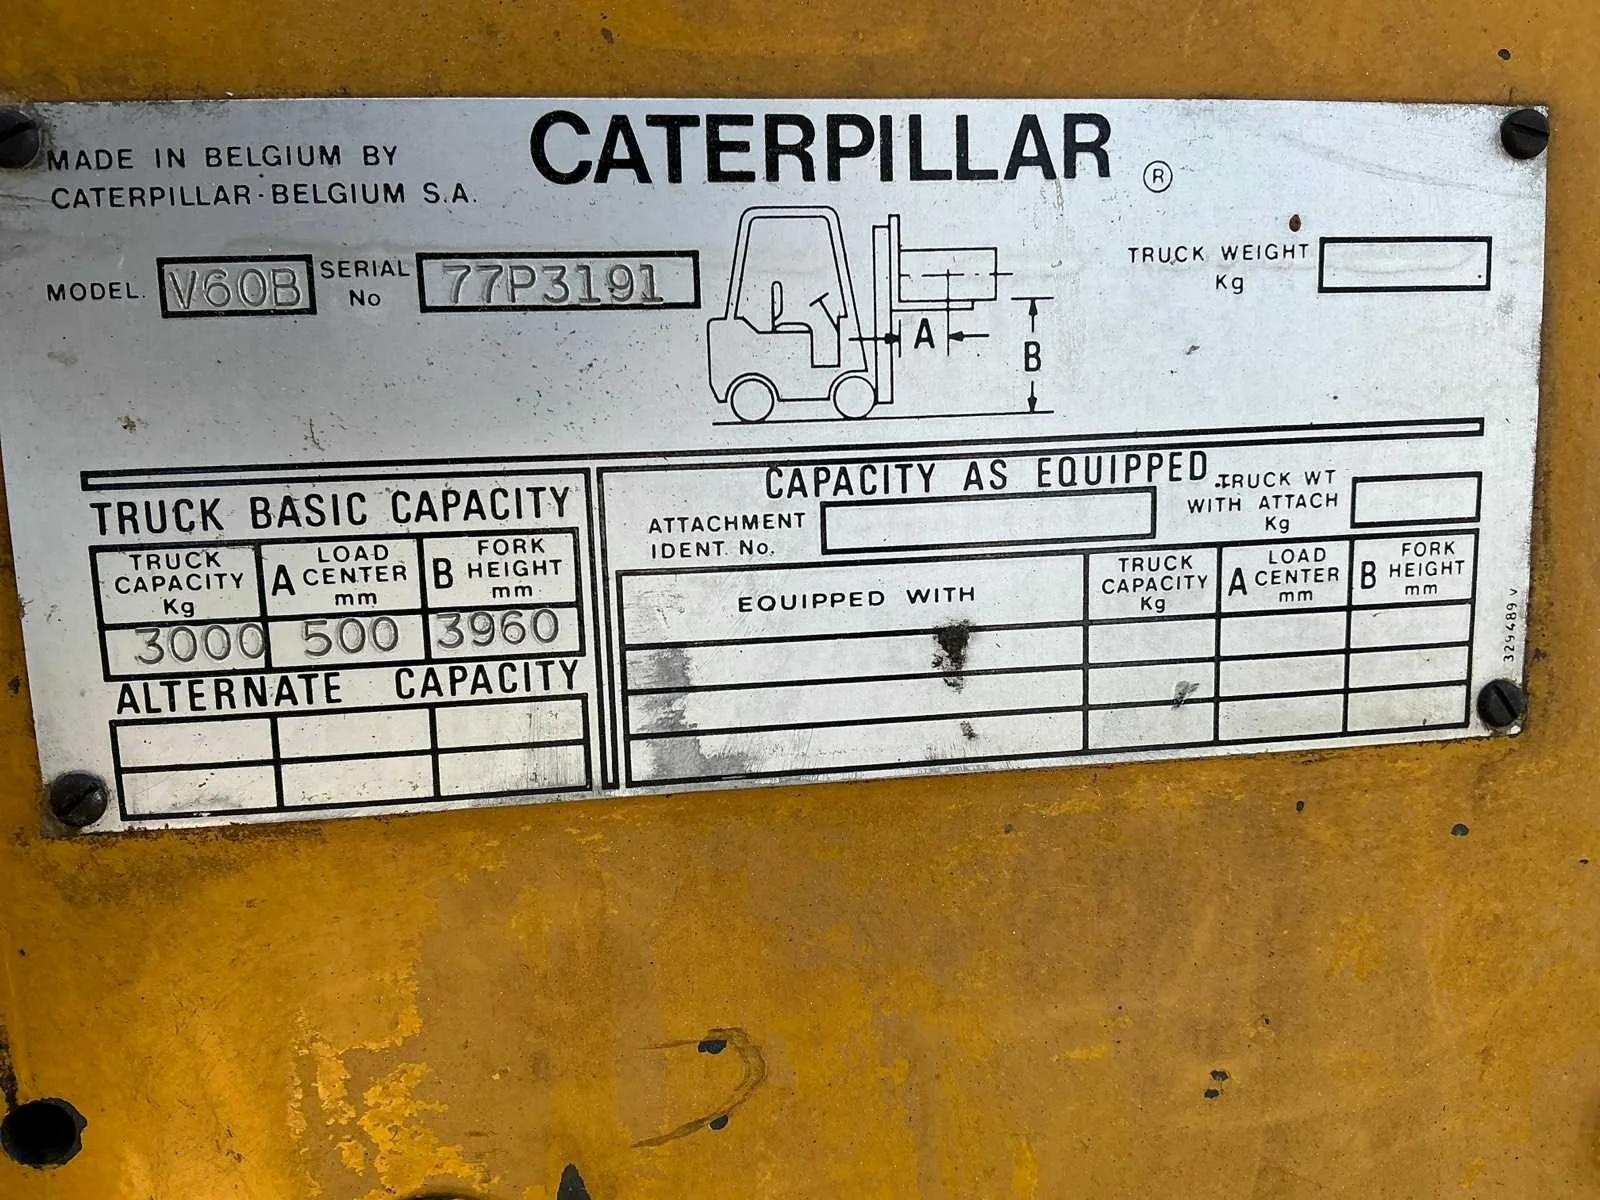 CATERPILLAR ®
MADE IN BELGIUM BY
CATERPILLAR-BELGIUM S.A.
MODEL. V60B SERIAL No 77P3191
TRUCK WEIGHT
Kg
A
B
TRUCK BASIC CAPACITY
TRUCK CAPACITY Kg
A LOAD CENTER mm
B FORK HEIGHT mm
3000 500 3960
ALTERNATE CAPACITY
CAPACITY AS EQUIPPED
ATTACHMENT
IDENT. No.
TRUCK WT
WITH ATTACH
Kg
EQUIPPED WITH
TRUCK CAPACITY Kg
A LOAD CENTER mm
B FORK HEIGHT mm
329489 V